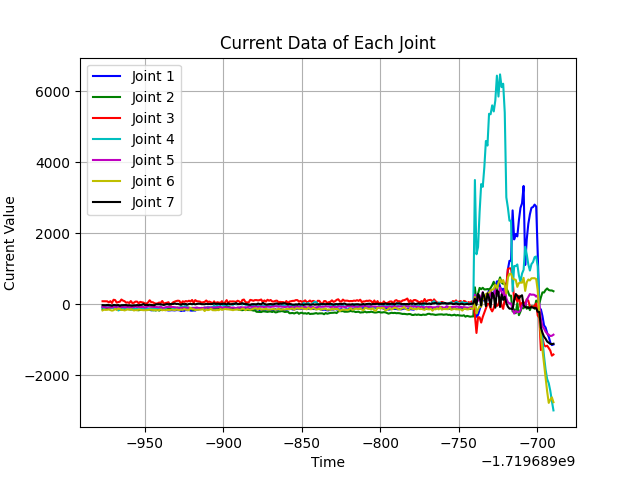 Current Data of Each Joint
Joint 1
Joint 2
Joint 3
Joint 4
Joint 5
Joint 6
Joint 7
Current Value
6000
4000
2000
0
−2000
−950
−900
−850
−800
−750
−700
Time
−1.719689e9